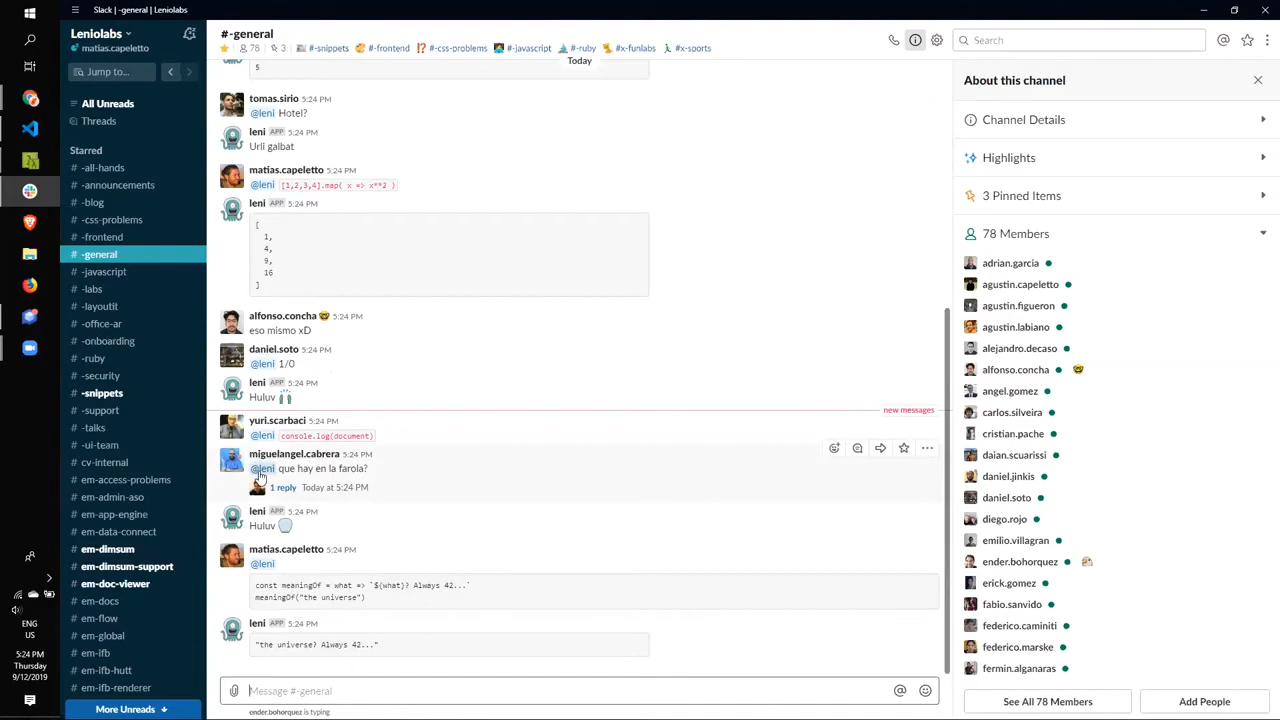 Slack | -general | Leniolabs
Leniolabs
matias.capeletto
Jump to...
All Unreads
Threads
Starred
# -all-hands
# -announcements
# -blog
# -css-problems
# -frontend
# -general
# -javascript
# -labs
# -layoutit
# -office-ar
# -onboarding
# -ruby
# -security
# -snippets
# -support
# -talks
# -ui-team
# cv-internal
# em-access-problems
# em-admin-aso
# em-app-engine
# em-data-connect
# em-dimsum
# em-dimsum-support
# em-doc-viewer
# em-docs
# em-flow
# em-global
# em-ifb
# em-ifb-hutt
# em-ifb-renderer
More Unreads
ENG
US
5:24 PM
Thursday
9/12/2019
#-general
78 3 #-snippets #-frontend #-css-problems #-javascript #-ruby #x-funlabs #x-sports
Search
Today
5
tomas.sirio 5:24 PM
@leni Hotel?
leni APP 5:24 PM
Urli galbat
matias.capeletto 5:24 PM
@leni [1,2,3,4].map( x => x**2 )
leni APP 5:24 PM
[
1,
4,
9,
16
]
alfonso.concha 5:24 PM
eso mismo xD
daniel.soto 5:24 PM
@leni 1/0
leni APP 5:24 PM
Huluv
new messages
yuri.scarbaci 5:24 PM
@leni console.log(document)
miguelangel.cabrera 5:24 PM
@leni que hay en la farola?
1 reply Today at 5:24 PM
leni APP 5:24 PM
Huluv
matias.capeletto 5:24 PM
@leni
const meaningOf = what => `${what}? Always 42...`
meaningOf("the universe")
leni APP 5:24 PM
"the universe? Always 42..."
Message #-general
ender.bohorquez is typing
About this channel
Channel Details
Highlights
3 Pinned Items
78 Members
adrian.garcia
agustin.capeletto
agustin.figueron
agustin.labiano
alejandro.decaso
alfonso.concha
angel.gomez
carlos.silveira
cristian.pache
daian.scuarissi
daniel.jinkis
daniel.soto
diego.rojo
emilio.villagran
ender.bohorquez
erick.gomez
fabio.sanvido
federico.caminiti
federico.marske
fermin.alganaras
See All 78 Members
Add People